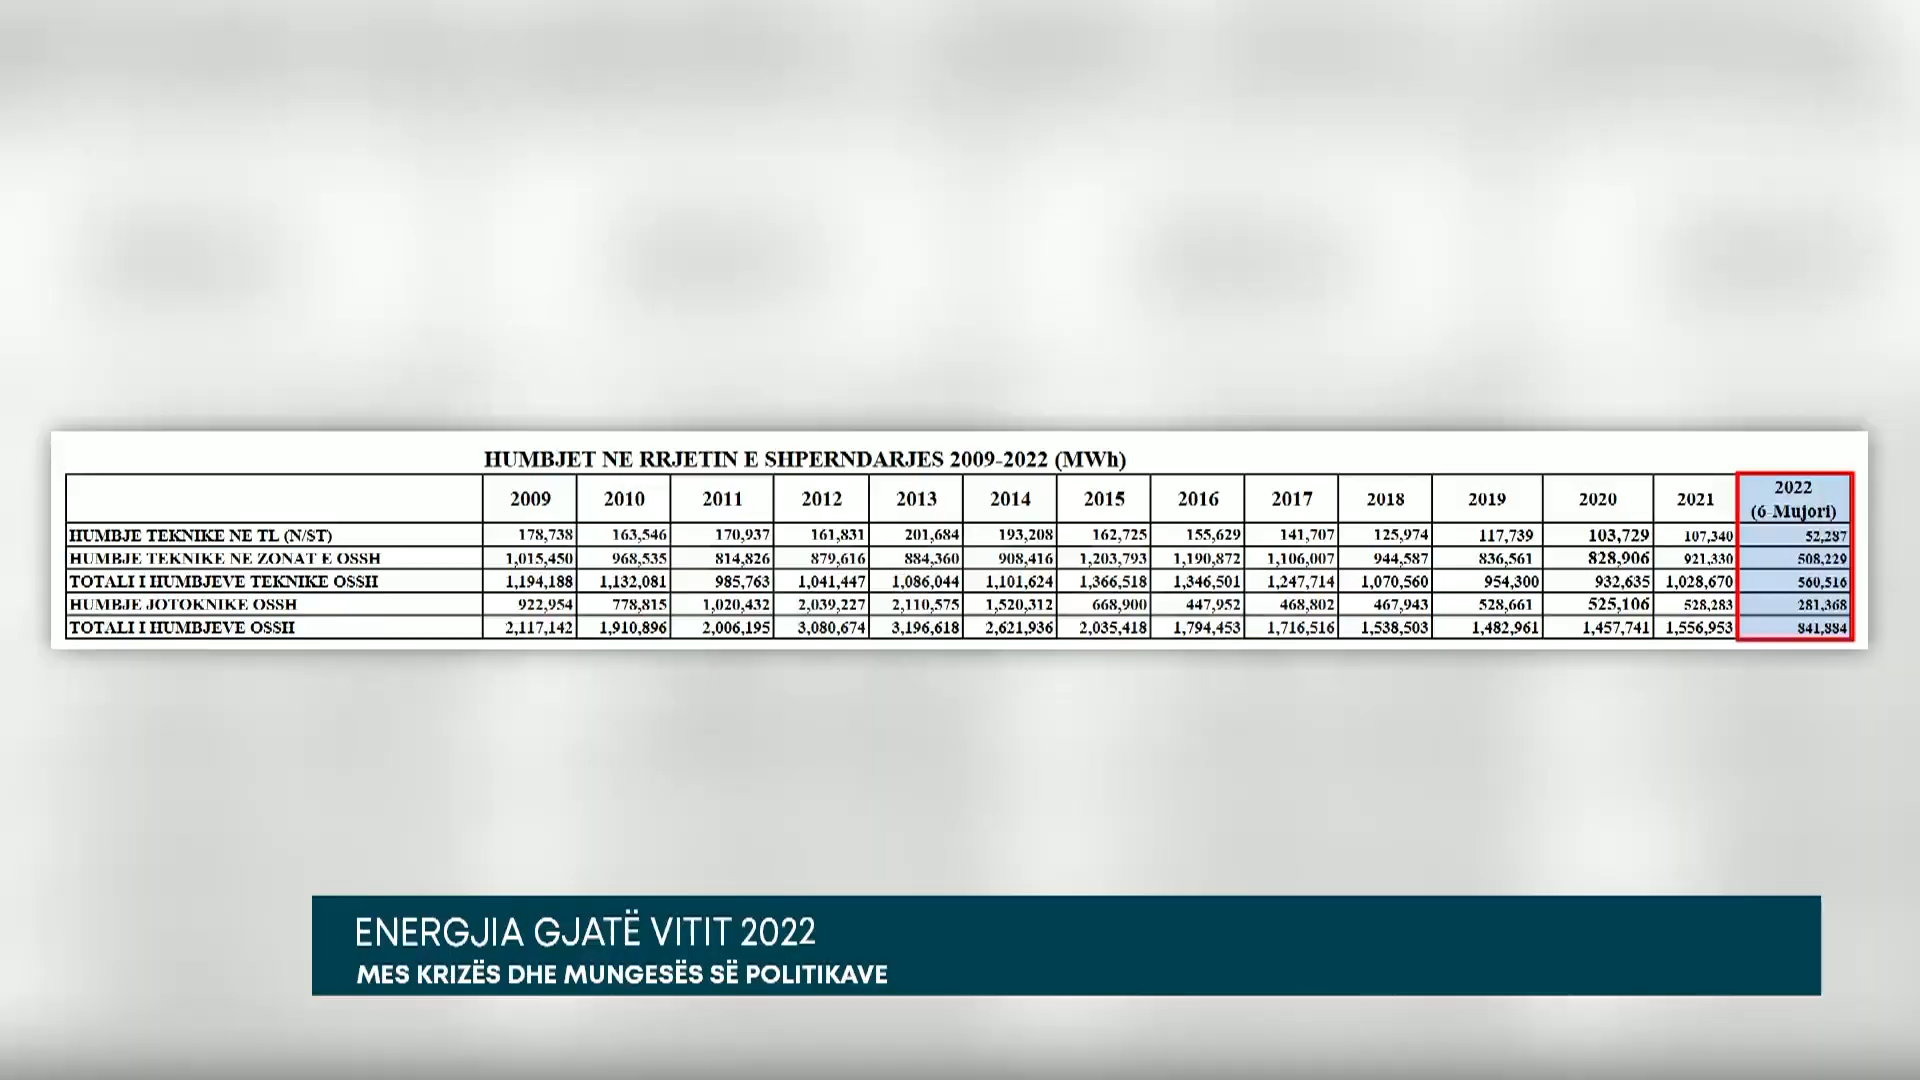 HUMBJET NE RRJETIN E SHPERNDARJES 2009-2022 (MWh)
2009 2010 2011 2012 2013 2014 2015 2016 2017 2018 2019 2020 2021 2022 (6-Mujori)
HUMBJE TEKNIKE NE TL (N/ST) 178,738 163,546 170,937 161,831 201,684 193,208 162,725 155,629 141,707 125,974 117,739 103,729 107,340 52,287
HUMBJE TEKNIKE NE ZONAT E OSSH 1,015,450 968,535 814,826 879,616 884,360 908,416 1,203,793 1,190,872 1,106,007 944,587 836,561 828,906 921,330 508,229
TOTALI I HUMBJEVE TEKNIKE OSSH 1,194,188 1,132,081 985,763 1,041,447 1,086,044 1,101,624 1,366,518 1,346,501 1,247,714 1,070,560 954,300 932,635 1,028,670 560,516
HUMBJE JOTOKNIKE OSSH 922,954 778,815 1,020,432 2,039,227 2,110,575 1,520,312 668,900 447,952 468,802 467,943 528,661 525,106 528,283 281,368
TOTALI I HUMBJEVE OSSH 2,117,142 1,910,896 2,006,195 3,080,674 3,196,618 2,621,936 2,035,418 1,794,453 1,716,516 1,538,503 1,482,961 1,457,741 1,556,953 841,884
ENERGJIA GJATË VITIT 2022
MES KRIZËS DHE MUNGESËS SË POLITIKAVE